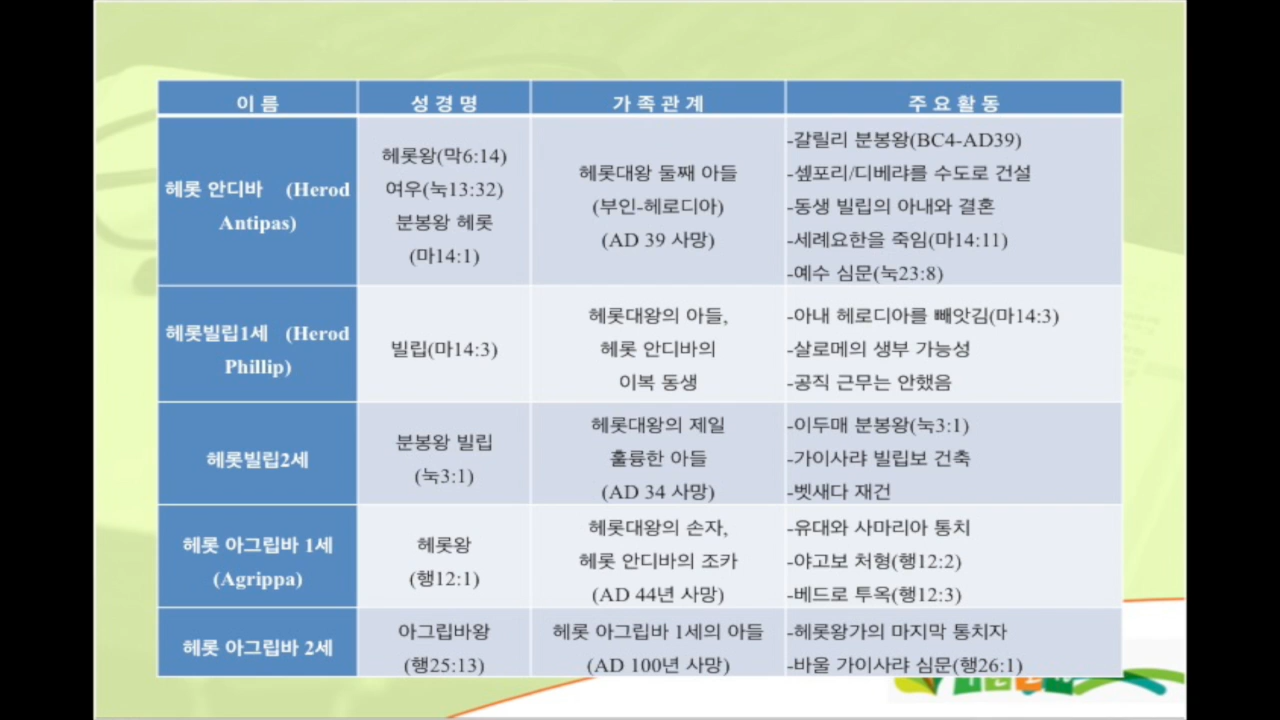 이 름
성 경 명
가 족 관 계
주 요 활 동
헤롯 안디바 (Herod
Antipas)
헤롯왕(막6:14)
여우(눅13:32)
분봉왕 헤롯
(마14:1)
헤롯대왕 둘째 아들
(부인-헤로디아)
(AD 39 사망)
-갈릴리 분봉왕(BC4-AD39)
-셒포리/디베랴를 수도로 건설
-동생 빌립의 아내와 결혼
-세례요한을 죽임(마14:11)
-예수 심문(눅23:8)
헤롯빌립1세 (Herod
Phillip)
빌립(마14:3)
헤롯대왕의 아들,
헤롯 안디바의
이복 동생
-아내 헤로디아를 빼앗김(마14:3)
-살로메의 생부 가능성
-공직 근무는 안했음
헤롯빌립2세
분봉왕 빌립
(눅3:1)
헤롯대왕의 제일
훌륭한 아들
(AD 34 사망)
-이두매 분봉왕(눅3:1)
-가이사랴 빌립보 건축
-벳새다 재건
헤롯 아그립바 1세
(Agrippa)
헤롯왕
(행12:1)
헤롯대왕의 손자,
헤롯 안디바의 조카
(AD 44년 사망)
-유대와 사마리아 통치
-야고보 처형(행12:2)
-베드로 투옥(행12:3)
헤롯 아그립바 2세
아그립바왕
(행25:13)
헤롯 아그립바 1세의 아들
(AD 100년 사망)
-헤롯왕가의 마지막 통치자
-바울 가이사랴 심문(행26:1)